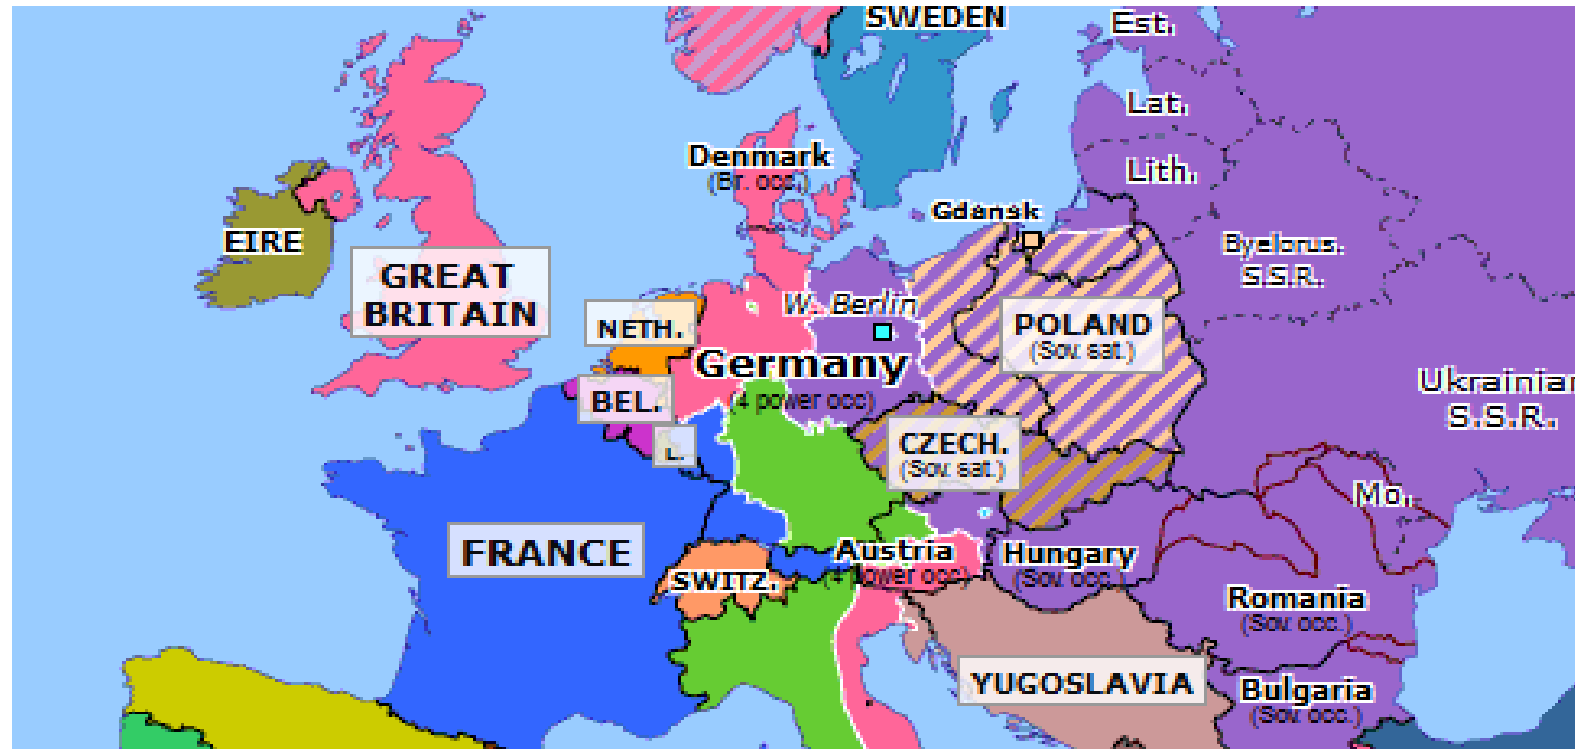 SWEDEN
Est.
Lat.
Denmark
(Br. occ.)
Lith.
Gdansk
EIRE
Byelorus.
S.S.R.
GREAT
BRITAIN
W. Berlin
NETH.
POLAND
(Sov. sat.)
Germany
(4 power occ)
Ukrainian
S.S.R.
BEL.
CZECH.
(Sov. sat.)
L.
Mo.
FRANCE
Austria
(4 power occ)
Hungary
(Sov. occ.)
SWITZ.
Romania
(Sov. occ.)
YUGOSLAVIA
Bulgaria
(Sov. occ.)